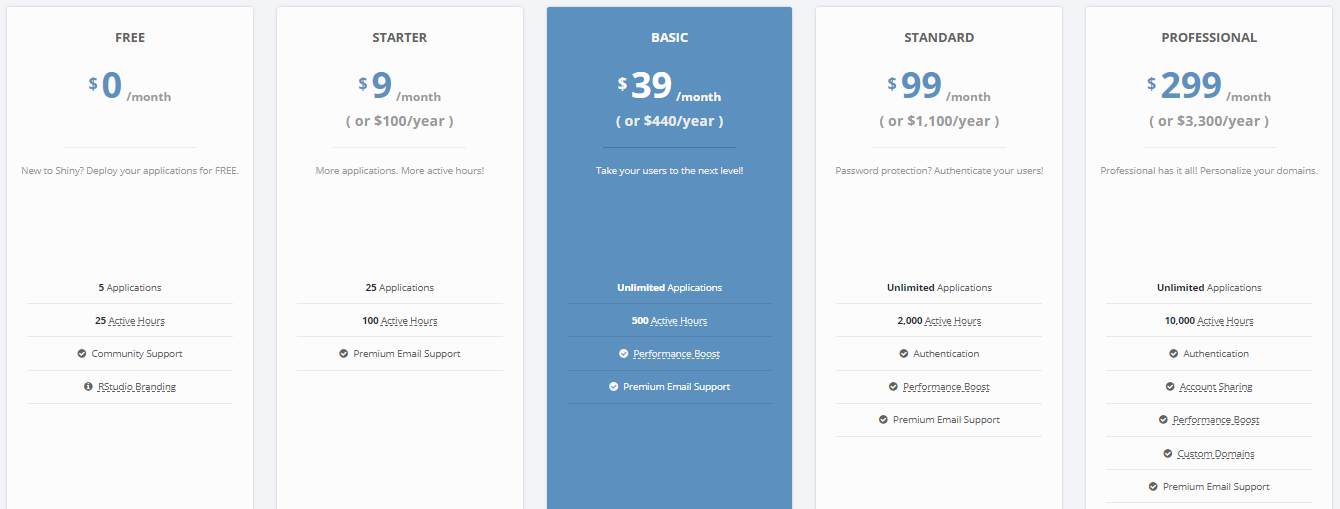 FREE
$ 0 /month
New to Shiny? Deploy your applications for FREE.
5 Applications
25 Active Hours
Community Support
RStudio Branding
STARTER
$ 9 /month
( or $100/year )
More applications. More active hours!
25 Applications
100 Active Hours
Premium Email Support
BASIC
$ 39 /month
( or $440/year )
Take your users to the next level!
Unlimited Applications
500 Active Hours
Performance Boost
Premium Email Support
STANDARD
$ 99 /month
( or $1,100/year )
Password protection? Authenticate your users!
Unlimited Applications
2,000 Active Hours
Authentication
Performance Boost
Premium Email Support
PROFESSIONAL
$ 299 /month
( or $3,300/year )
Professional has it all! Personalize your domains.
Unlimited Applications
10,000 Active Hours
Authentication
Account Sharing
Performance Boost
Custom Domains
Premium Email Support